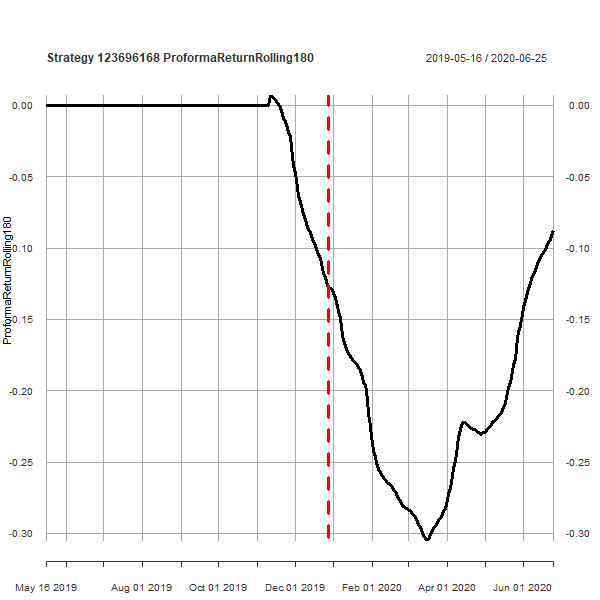 Strategy 123696168 ProformaReturnRolling180
2019-05-16 / 2020-06-25
ProformaReturnRolling180
0.00
-0.05
-0.10
-0.15
-0.20
-0.25
-0.30
0.00
-0.05
-0.10
-0.15
-0.20
-0.25
-0.30
May 16 2019
Aug 01 2019
Oct 01 2019
Dec 01 2019
Feb 01 2020
Apr 01 2020
Jun 01 2020